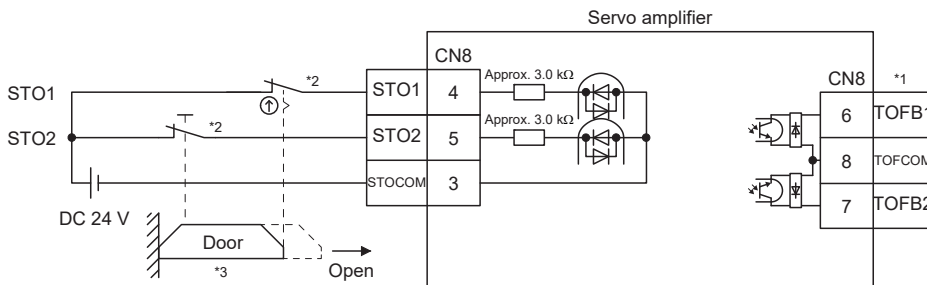 Servo amplifier
CN8
CN8 *1
STO1 *2 STO1 4 Approx. 3.0 kΩ
6 TOFB1
STO2 *2 STO2 5 Approx. 3.0 kΩ
8 TOFCOM
STOCOM 3
7 TOFB2
DC 24 V
Door
*3
Open